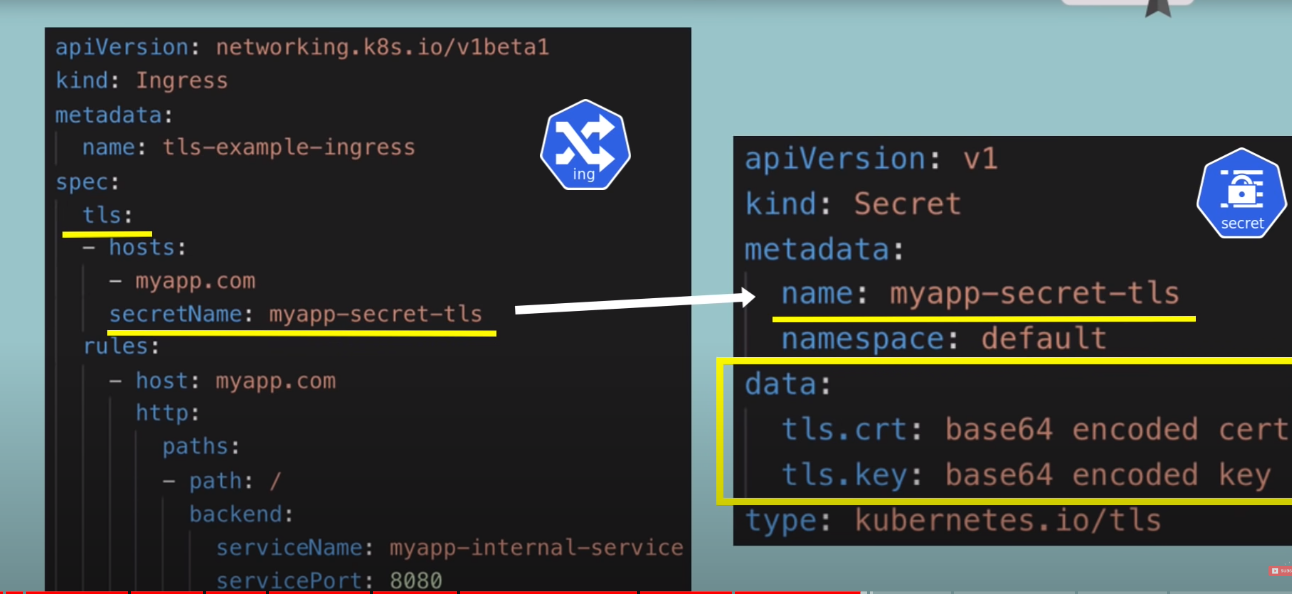 apiVersion: networking.k8s.io/v1beta1
kind: Ingress
metadata:
  name: tls-example-ingress
spec:
  tls:
  - hosts:
    - myapp.com
    secretName: myapp-secret-tls
  rules:
    - host: myapp.com
      http:
        paths:
        - path: /
          backend:
            serviceName: myapp-internal-service
            servicePort: 8080
ing
apiVersion: v1
kind: Secret
metadata:
  name: myapp-secret-tls
  namespace: default
data:
  tls.crt: base64 encoded cert
  tls.key: base64 encoded key
type: kubernetes.io/tls
secret